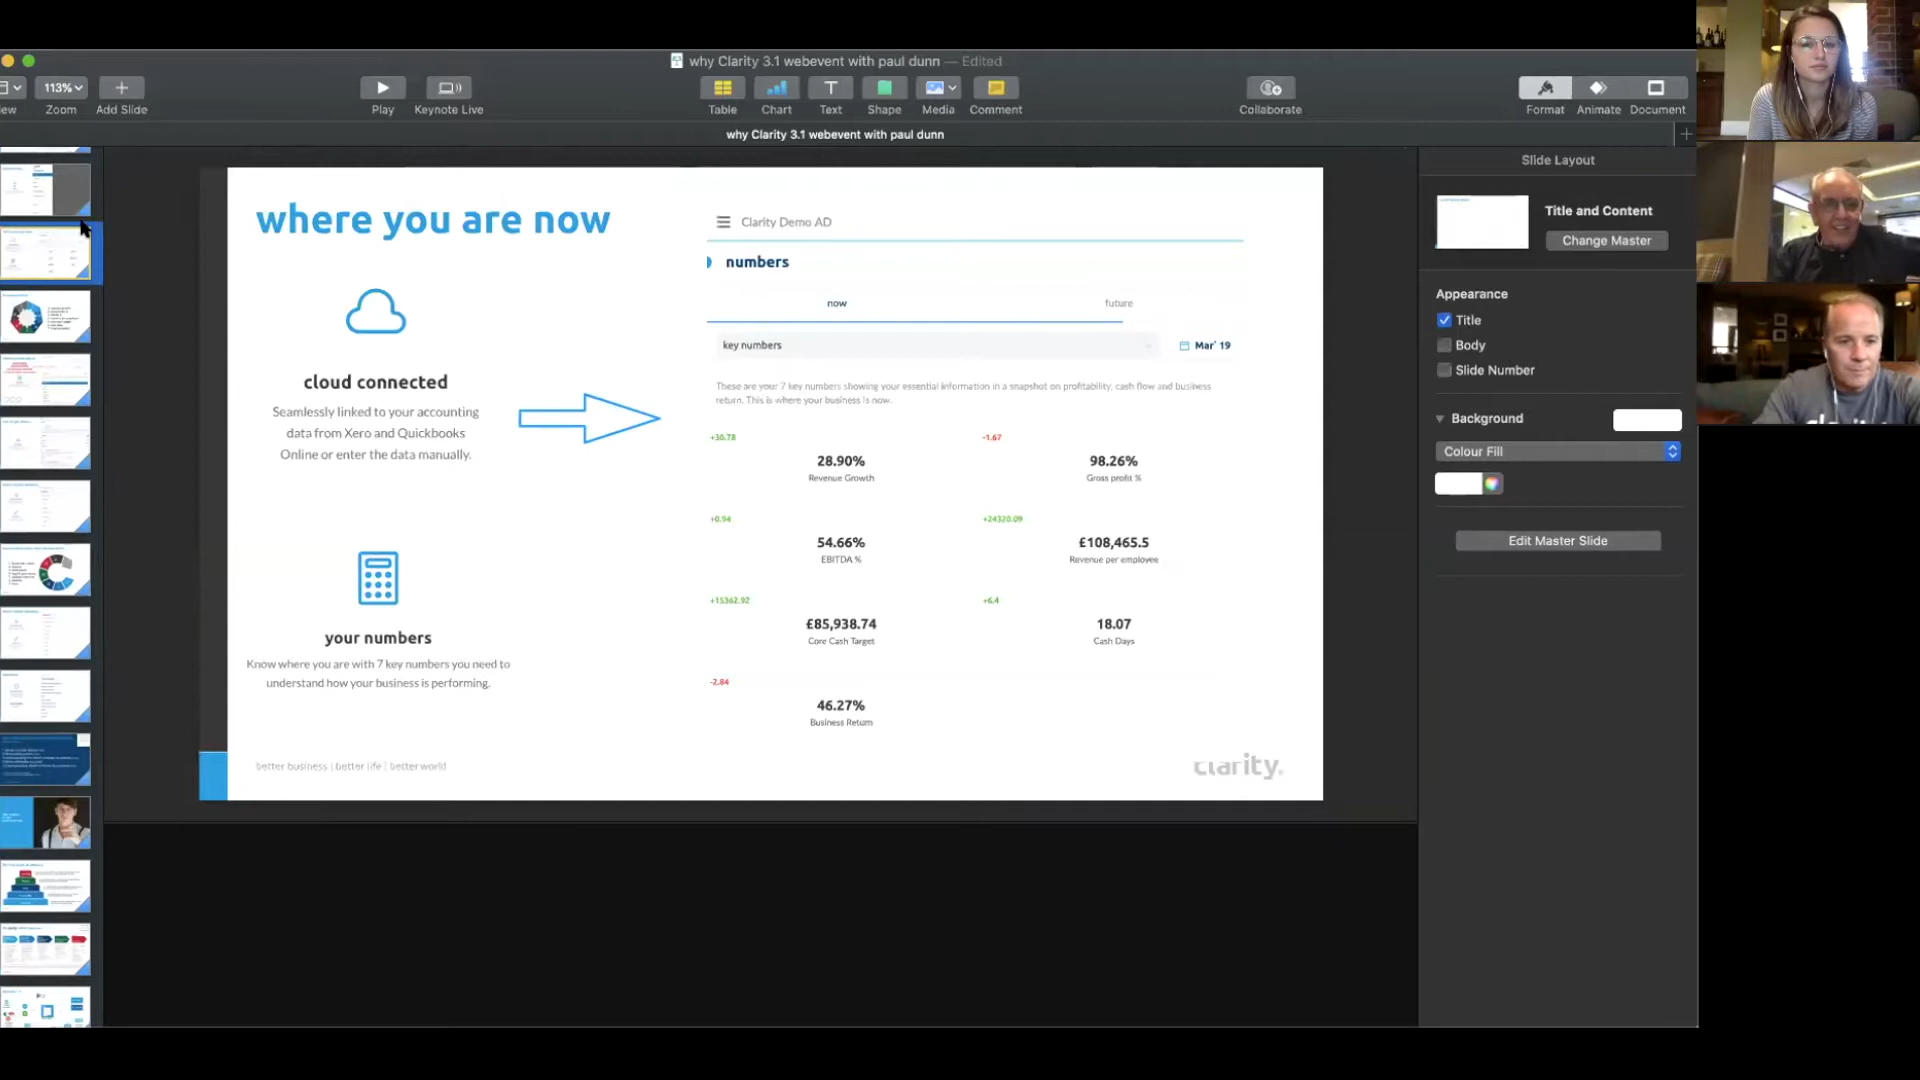 why Clarity 3.1 webevent with paul dunn — Edited
113%
ew
Zoom
Add Slide
Play
Keynote Live
Table
Chart
Text
Shape
Media
Comment
Collaborate
Format
Animate
Document
why Clarity 3.1 webevent with paul dunn
where you are now
cloud connected
Seamlessly linked to your accounting
data from Xero and Quickbooks
Online or enter the data manually.
your numbers
Know where you are with 7 key numbers you need to
understand how your business is performing.
Clarity Demo AD
numbers
now
future
key numbers
Mar' 19
These are your 7 key numbers showing your essential information in a snapshot on profitability, cash flow and business
return. This is where your business is now.
+30.78
28.90%
Revenue Growth
-1.67
98.26%
Gross profit %
+0.94
54.66%
EBITDA %
+24320.09
£108,465.5
Revenue per employee
+15362.92
£85,938.74
Core Cash Target
+6.4
18.07
Cash Days
-2.84
46.27%
Business Return
better business | better life | better world
clarity.
Slide Layout
Title and Content
Change Master
Appearance
Title
Body
Slide Number
Background
Colour Fill
Edit Master Slide